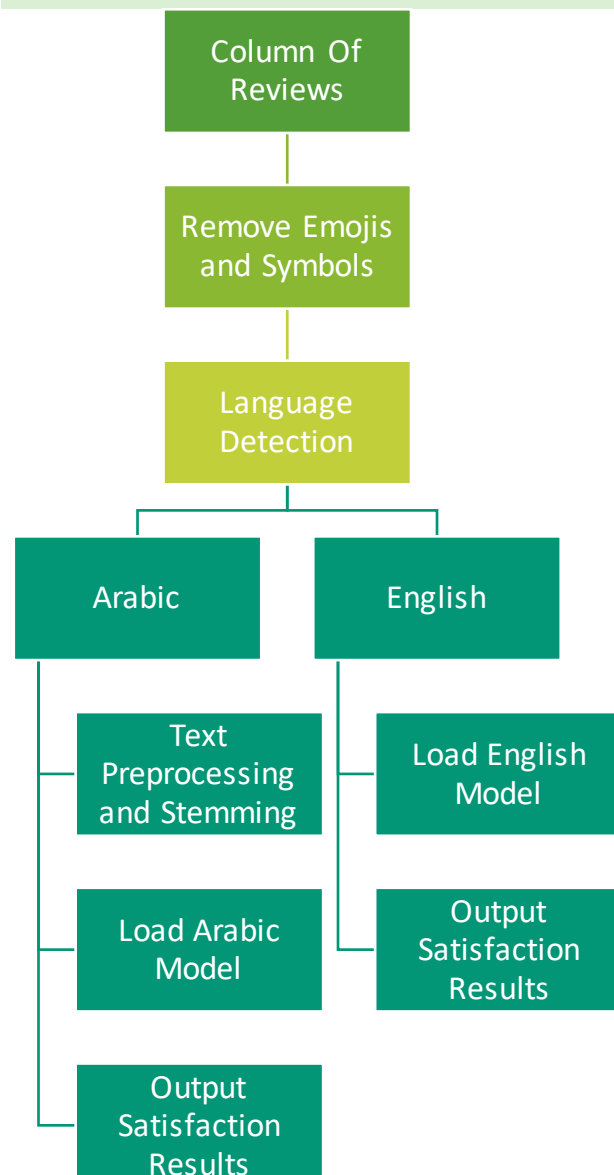 Column Of
Reviews
Remove Emojis
and Symbols
Language
Detection
Arabic
English
Text
Preprocessing
and Stemming
Load English
Model
Load Arabic
Model
Output
Satisfaction
Results
Output
Satisfaction
Results